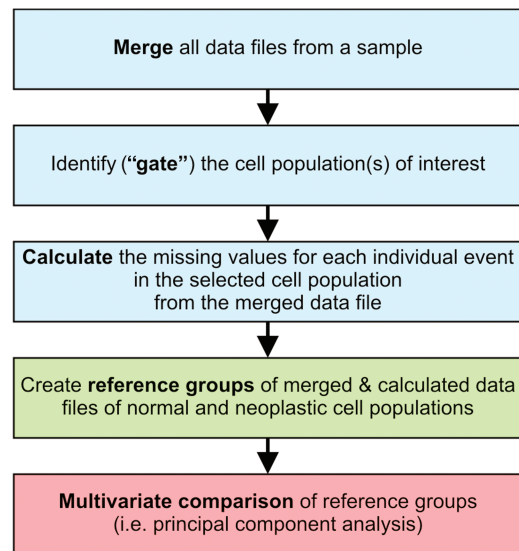 Merge all data files from a sample
Identify (“gate”) the cell population(s) of interest
Calculate the missing values for each individual event
in the selected cell population
from the merged data file
Create reference groups of merged & calculated data
files of normal and neoplastic cell populations
Multivariate comparison of reference groups
(i.e. principal component analysis)